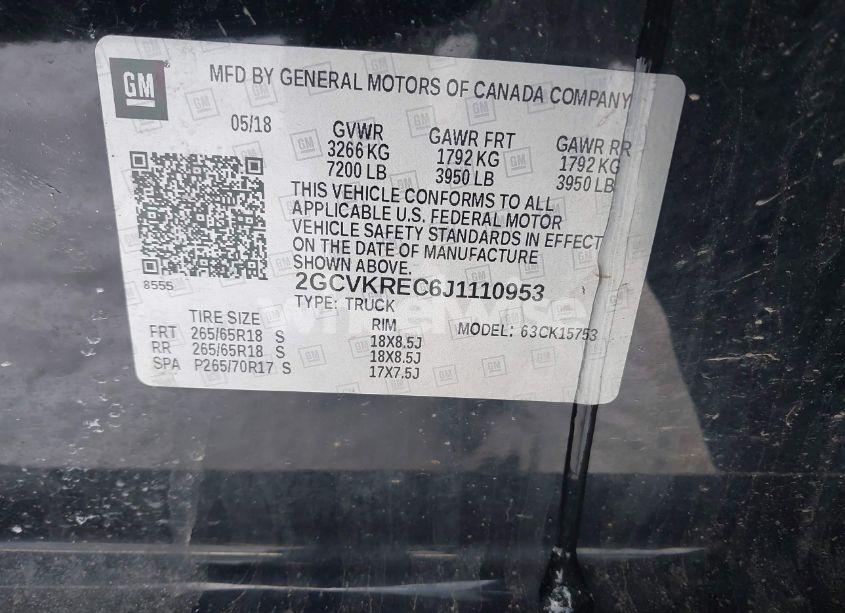 GM
MFD BY GENERAL MOTORS OF CANADA COMPANY
05/18
GVWR GAWR FRT GAWR RR
3266 KG 1792 KG 1792 KG
7200 LB 3950 LB 3950 LB
THIS VEHICLE CONFORMS TO ALL
APPLICABLE U.S. FEDERAL MOTOR
VEHICLE SAFETY STANDARDS IN EFFECT
ON THE DATE OF MANUFACTURE
SHOWN ABOVE.
8555
2GCVKREC6J1110953
TYPE: TRUCK
MODEL: 63CK15753
TIRE SIZE RIM
FRT 265/65R18 S 18X8.5J
RR 265/65R18 S 18X8.5J
SPA P265/70R17 S 17X7.5J